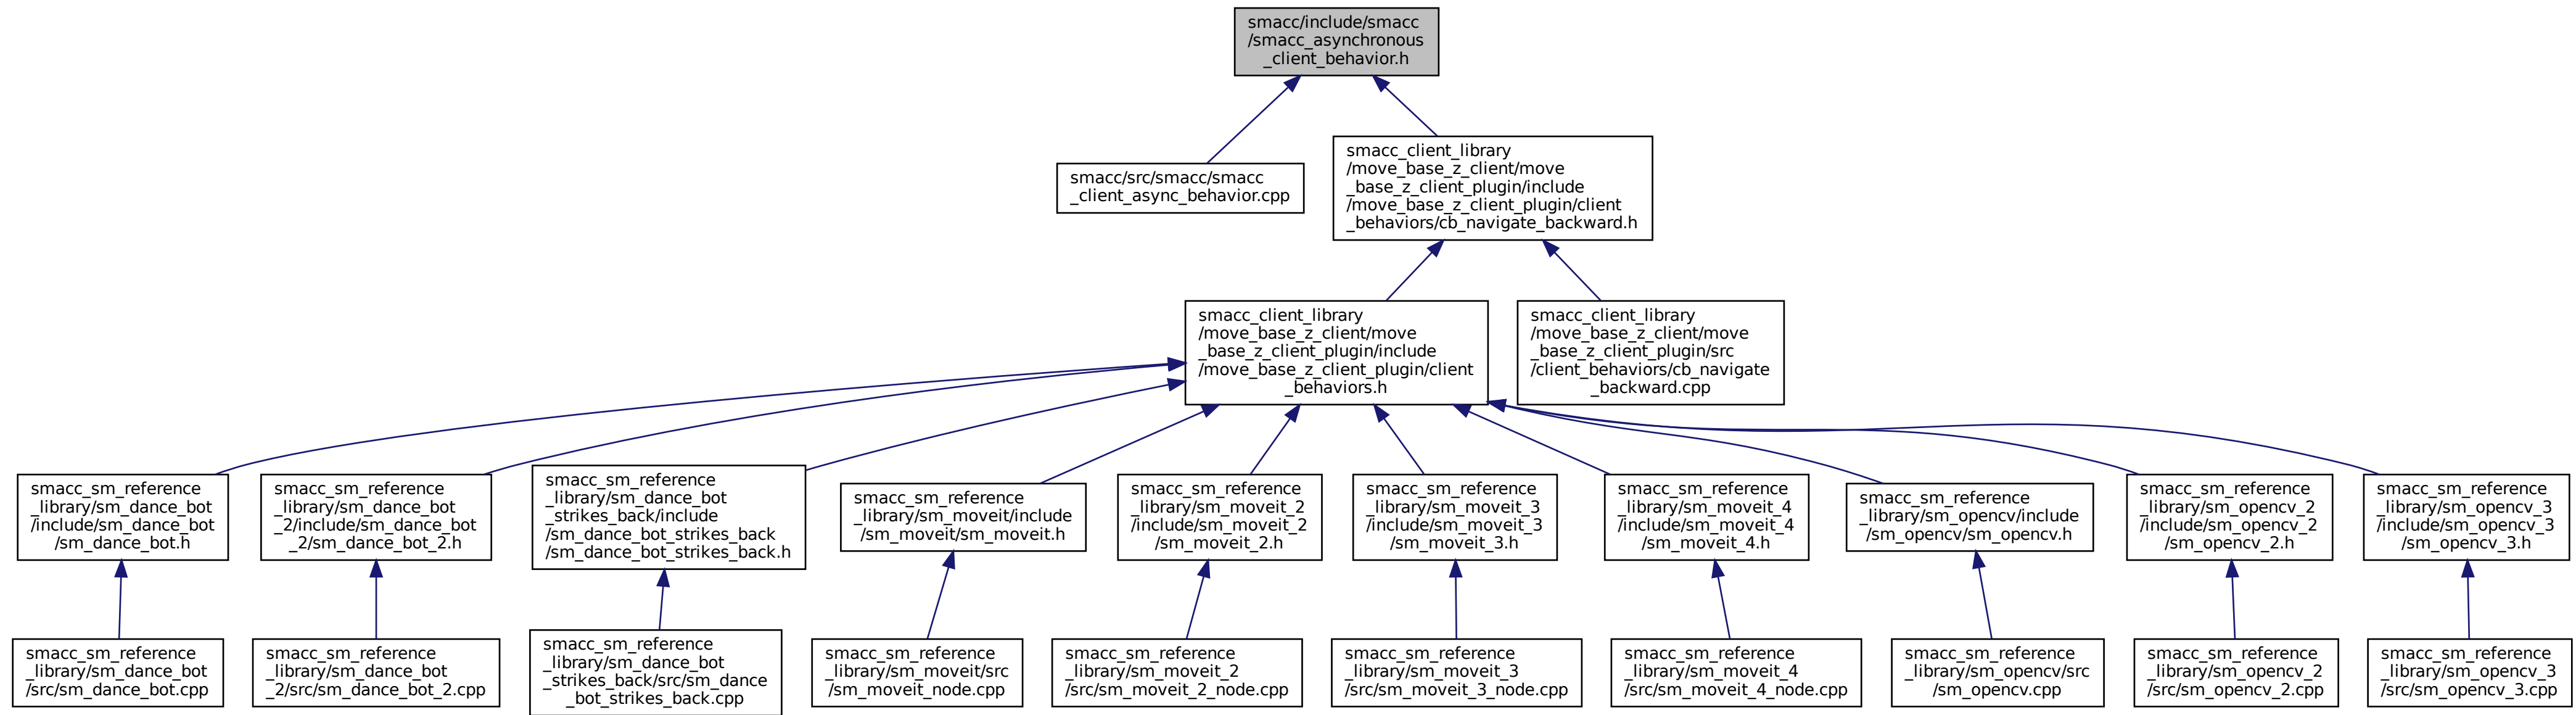 smacc/include/smacc
/smacc_asynchronous
_client_behavior.h
smacc/src/smacc/smacc
_client_async_behavior.cpp
smacc_client_library
/move_base_z_client/move
_base_z_client_plugin/include
/move_base_z_client_plugin/client
_behaviors/cb_navigate_backward.h
smacc_client_library
/move_base_z_client/move
_base_z_client_plugin/include
/move_base_z_client_plugin/client
_behaviors.h
smacc_client_library
/move_base_z_client/move
_base_z_client_plugin/src
/client_behaviors/cb_navigate
_backward.cpp
smacc_sm_reference
_library/sm_dance_bot
/include/sm_dance_bot
/sm_dance_bot.h
smacc_sm_reference
_library/sm_dance_bot
_2/include/sm_dance_bot
_2/sm_dance_bot_2.h
smacc_sm_reference
_library/sm_dance_bot
_strikes_back/include
/sm_dance_bot_strikes_back
/sm_dance_bot_strikes_back.h
smacc_sm_reference
_library/sm_moveit/include
/sm_moveit/sm_moveit.h
smacc_sm_reference
_library/sm_moveit_2
/include/sm_moveit_2
/sm_moveit_2.h
smacc_sm_reference
_library/sm_moveit_3
/include/sm_moveit_3
/sm_moveit_3.h
smacc_sm_reference
_library/sm_moveit_4
/include/sm_moveit_4
/sm_moveit_4.h
smacc_sm_reference
_library/sm_opencv/include
/sm_opencv/sm_opencv.h
smacc_sm_reference
_library/sm_opencv_2
/include/sm_opencv_2
/sm_opencv_2.h
smacc_sm_reference
_library/sm_opencv_3
/include/sm_opencv_3
/sm_opencv_3.h
smacc_sm_reference
_library/sm_dance_bot
/src/sm_dance_bot.cpp
smacc_sm_reference
_library/sm_dance_bot
_2/src/sm_dance_bot_2.cpp
smacc_sm_reference
_library/sm_dance_bot
_strikes_back/src/sm_dance
_bot_strikes_back.cpp
smacc_sm_reference
_library/sm_moveit/src
/sm_moveit_node.cpp
smacc_sm_reference
_library/sm_moveit_2
/src/sm_moveit_2_node.cpp
smacc_sm_reference
_library/sm_moveit_3
/src/sm_moveit_3_node.cpp
smacc_sm_reference
_library/sm_moveit_4
/src/sm_moveit_4_node.cpp
smacc_sm_reference
_library/sm_opencv/src
/sm_opencv.cpp
smacc_sm_reference
_library/sm_opencv_2
/src/sm_opencv_2.cpp
smacc_sm_reference
_library/sm_opencv_3
/src/sm_opencv_3.cpp